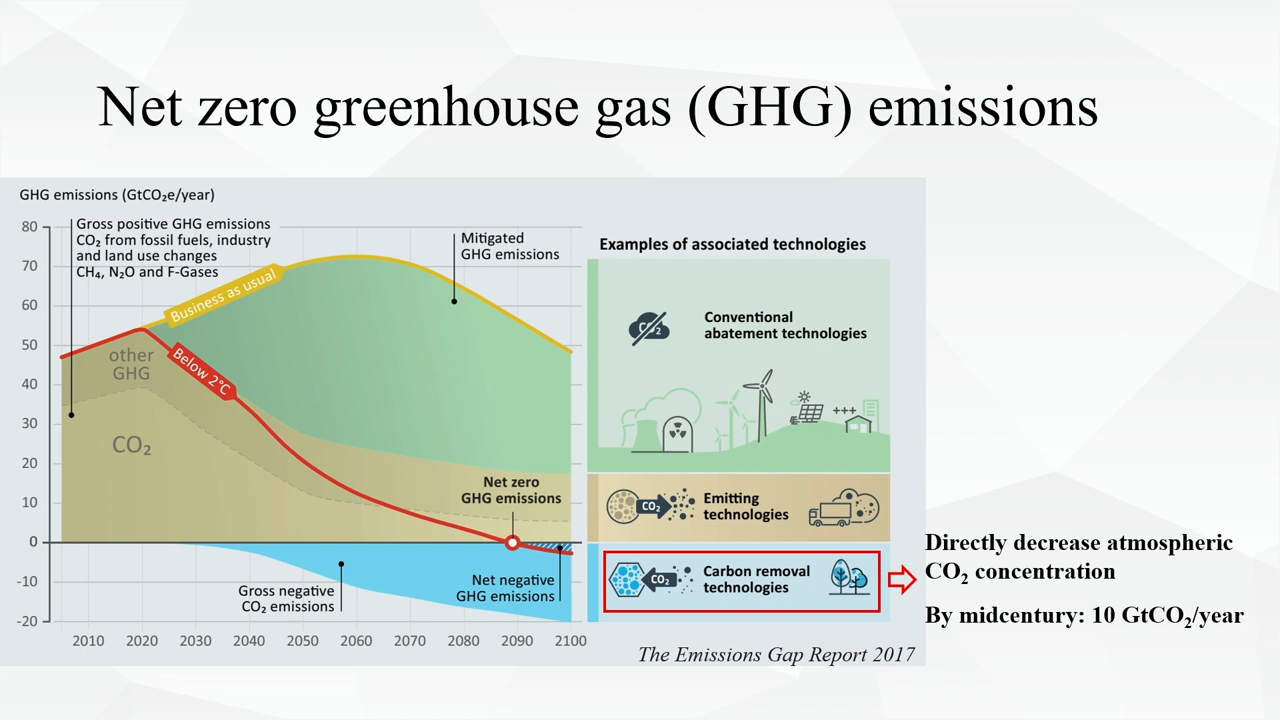 Net zero greenhouse gas (GHG) emissions
GHG emissions (GtCO₂e/year)
80
70
60
50
40
30
20
10
0
-10
-20
Gross positive GHG emissions
CO₂ from fossil fuels, industry
and land use changes
CH₄, N₂O and F-Gases
Business as usual
Mitigated
GHG emissions
other
GHG
Below 2°C
CO₂
Net zero
GHG emissions
Gross negative
CO₂ emissions
Net negative
GHG emissions
2010 2020 2030 2040 2050 2060 2070 2080 2090 2100
Examples of associated technologies
CO₂
Conventional
abatement technologies
+++
CO₂
Emitting
technologies
CO₂
Carbon removal
technologies
Directly decrease atmospheric
CO₂ concentration
By midcentury: 10 GtCO₂/year
The Emissions Gap Report 2017